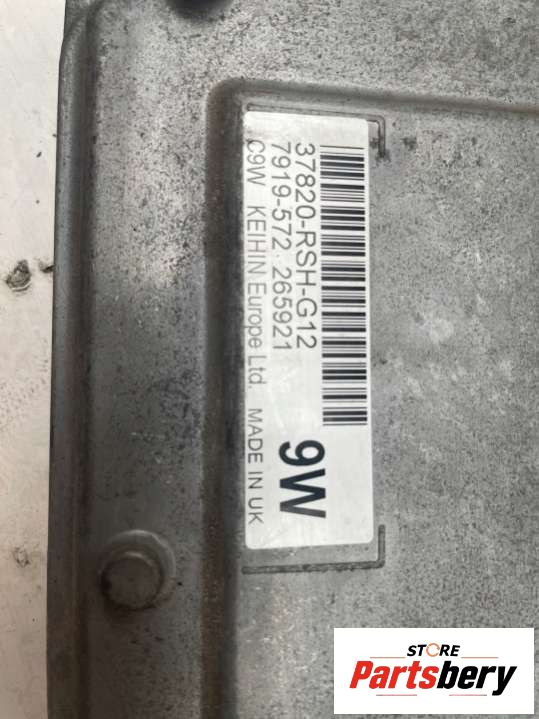 37820-RSH-G12
7919-572 265921
C9W KEIHIN Europe Ltd. MADE IN UK
9W
STORE
Partsbery